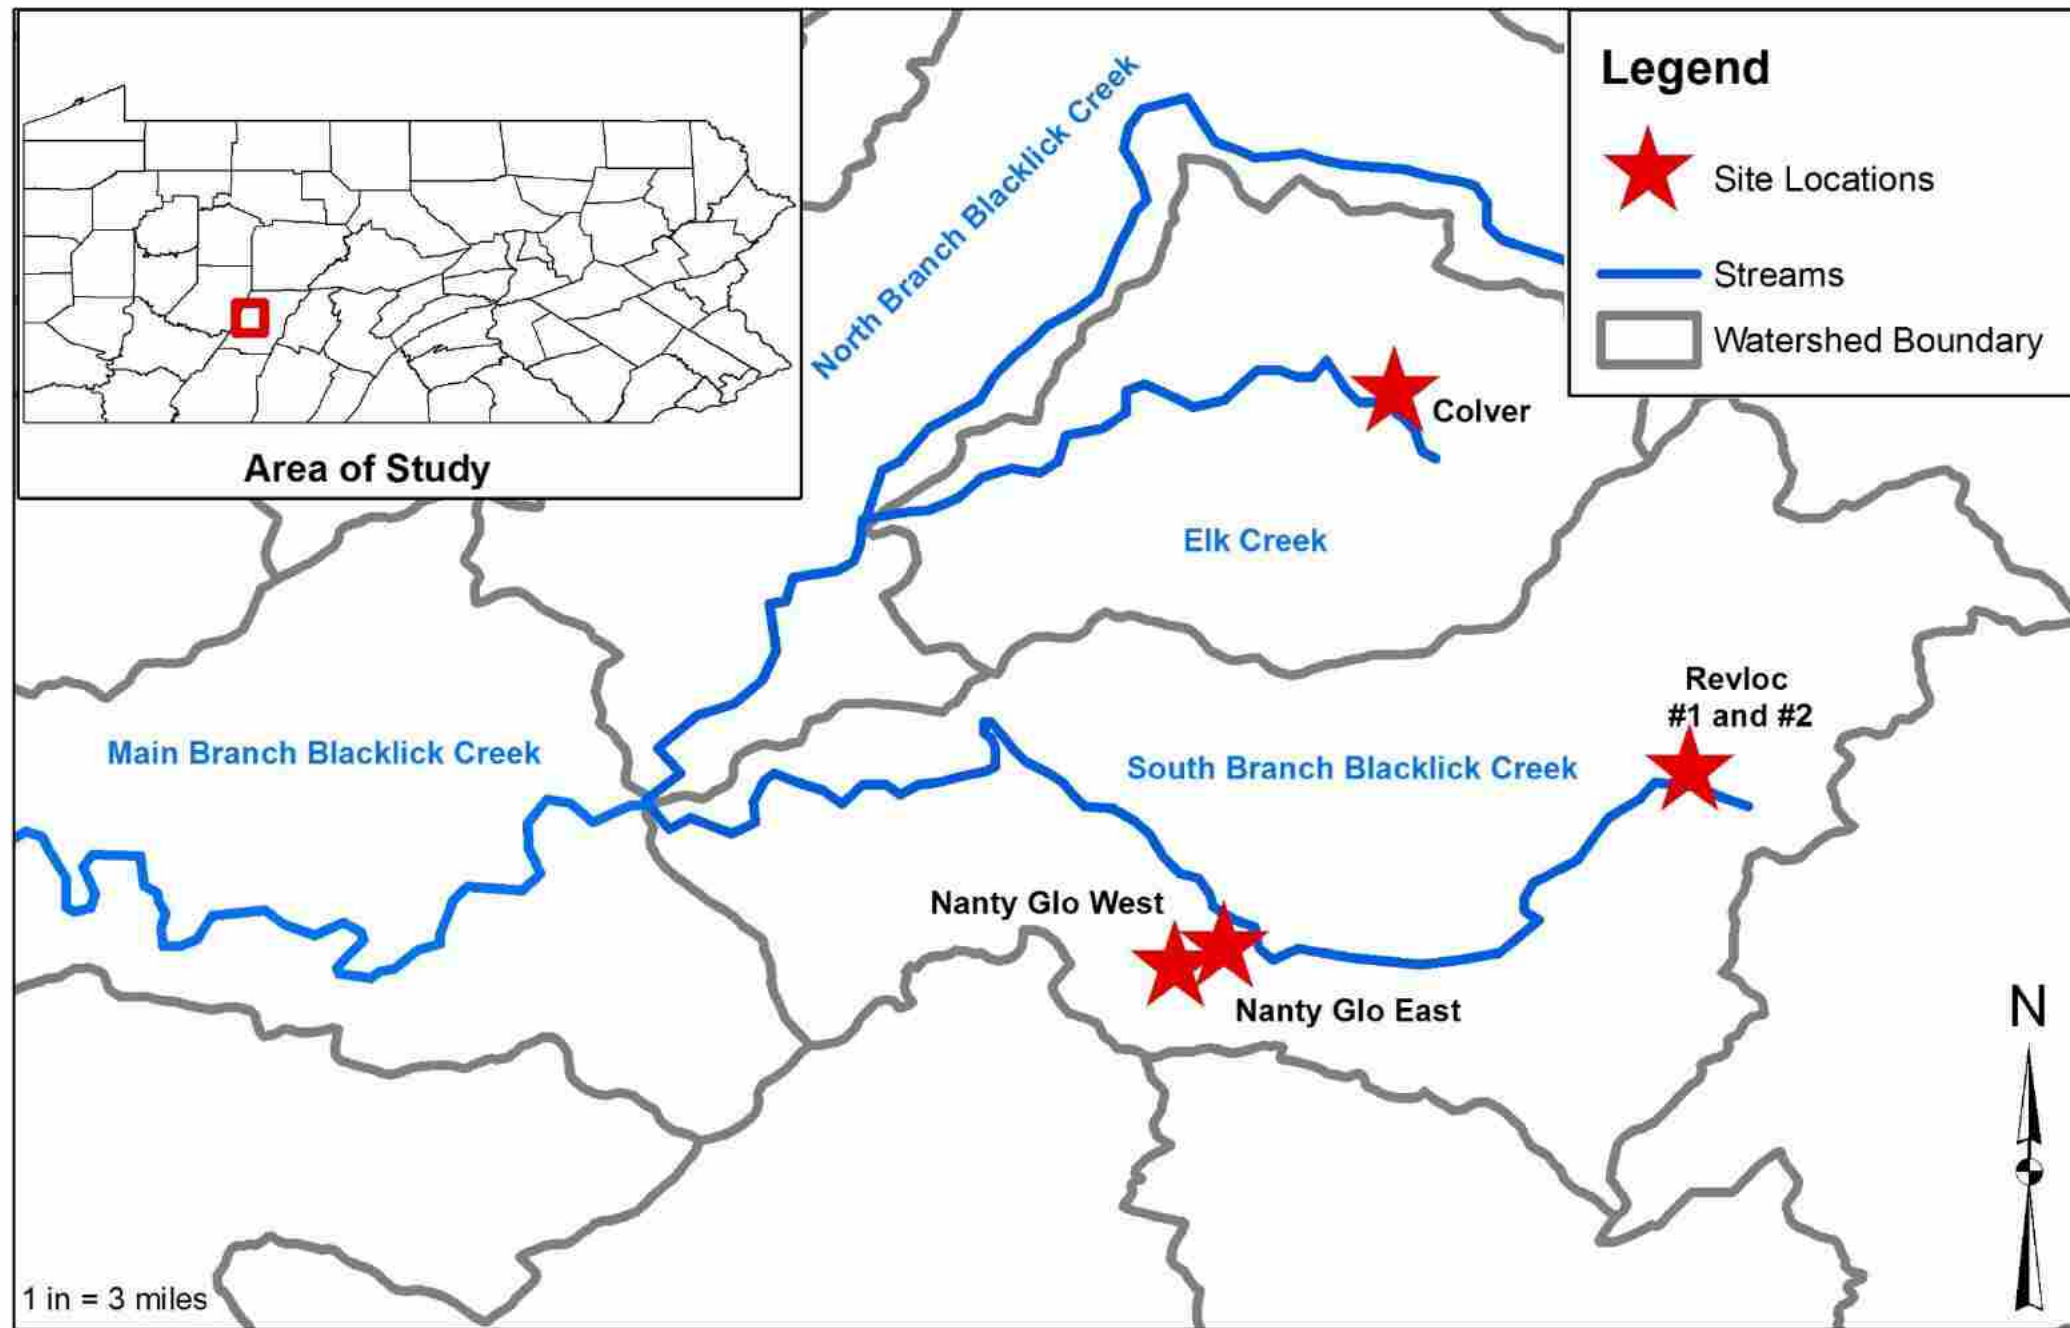 Area of Study
North Branch Blacklick Creek
Legend
Site Locations
Streams
Watershed Boundary
Colver
Elk Creek
Revloc
#1 and #2
Main Branch Blacklick Creek
South Branch Blacklick Creek
Nanty Glo West
Nanty Glo East
N
1 in = 3 miles